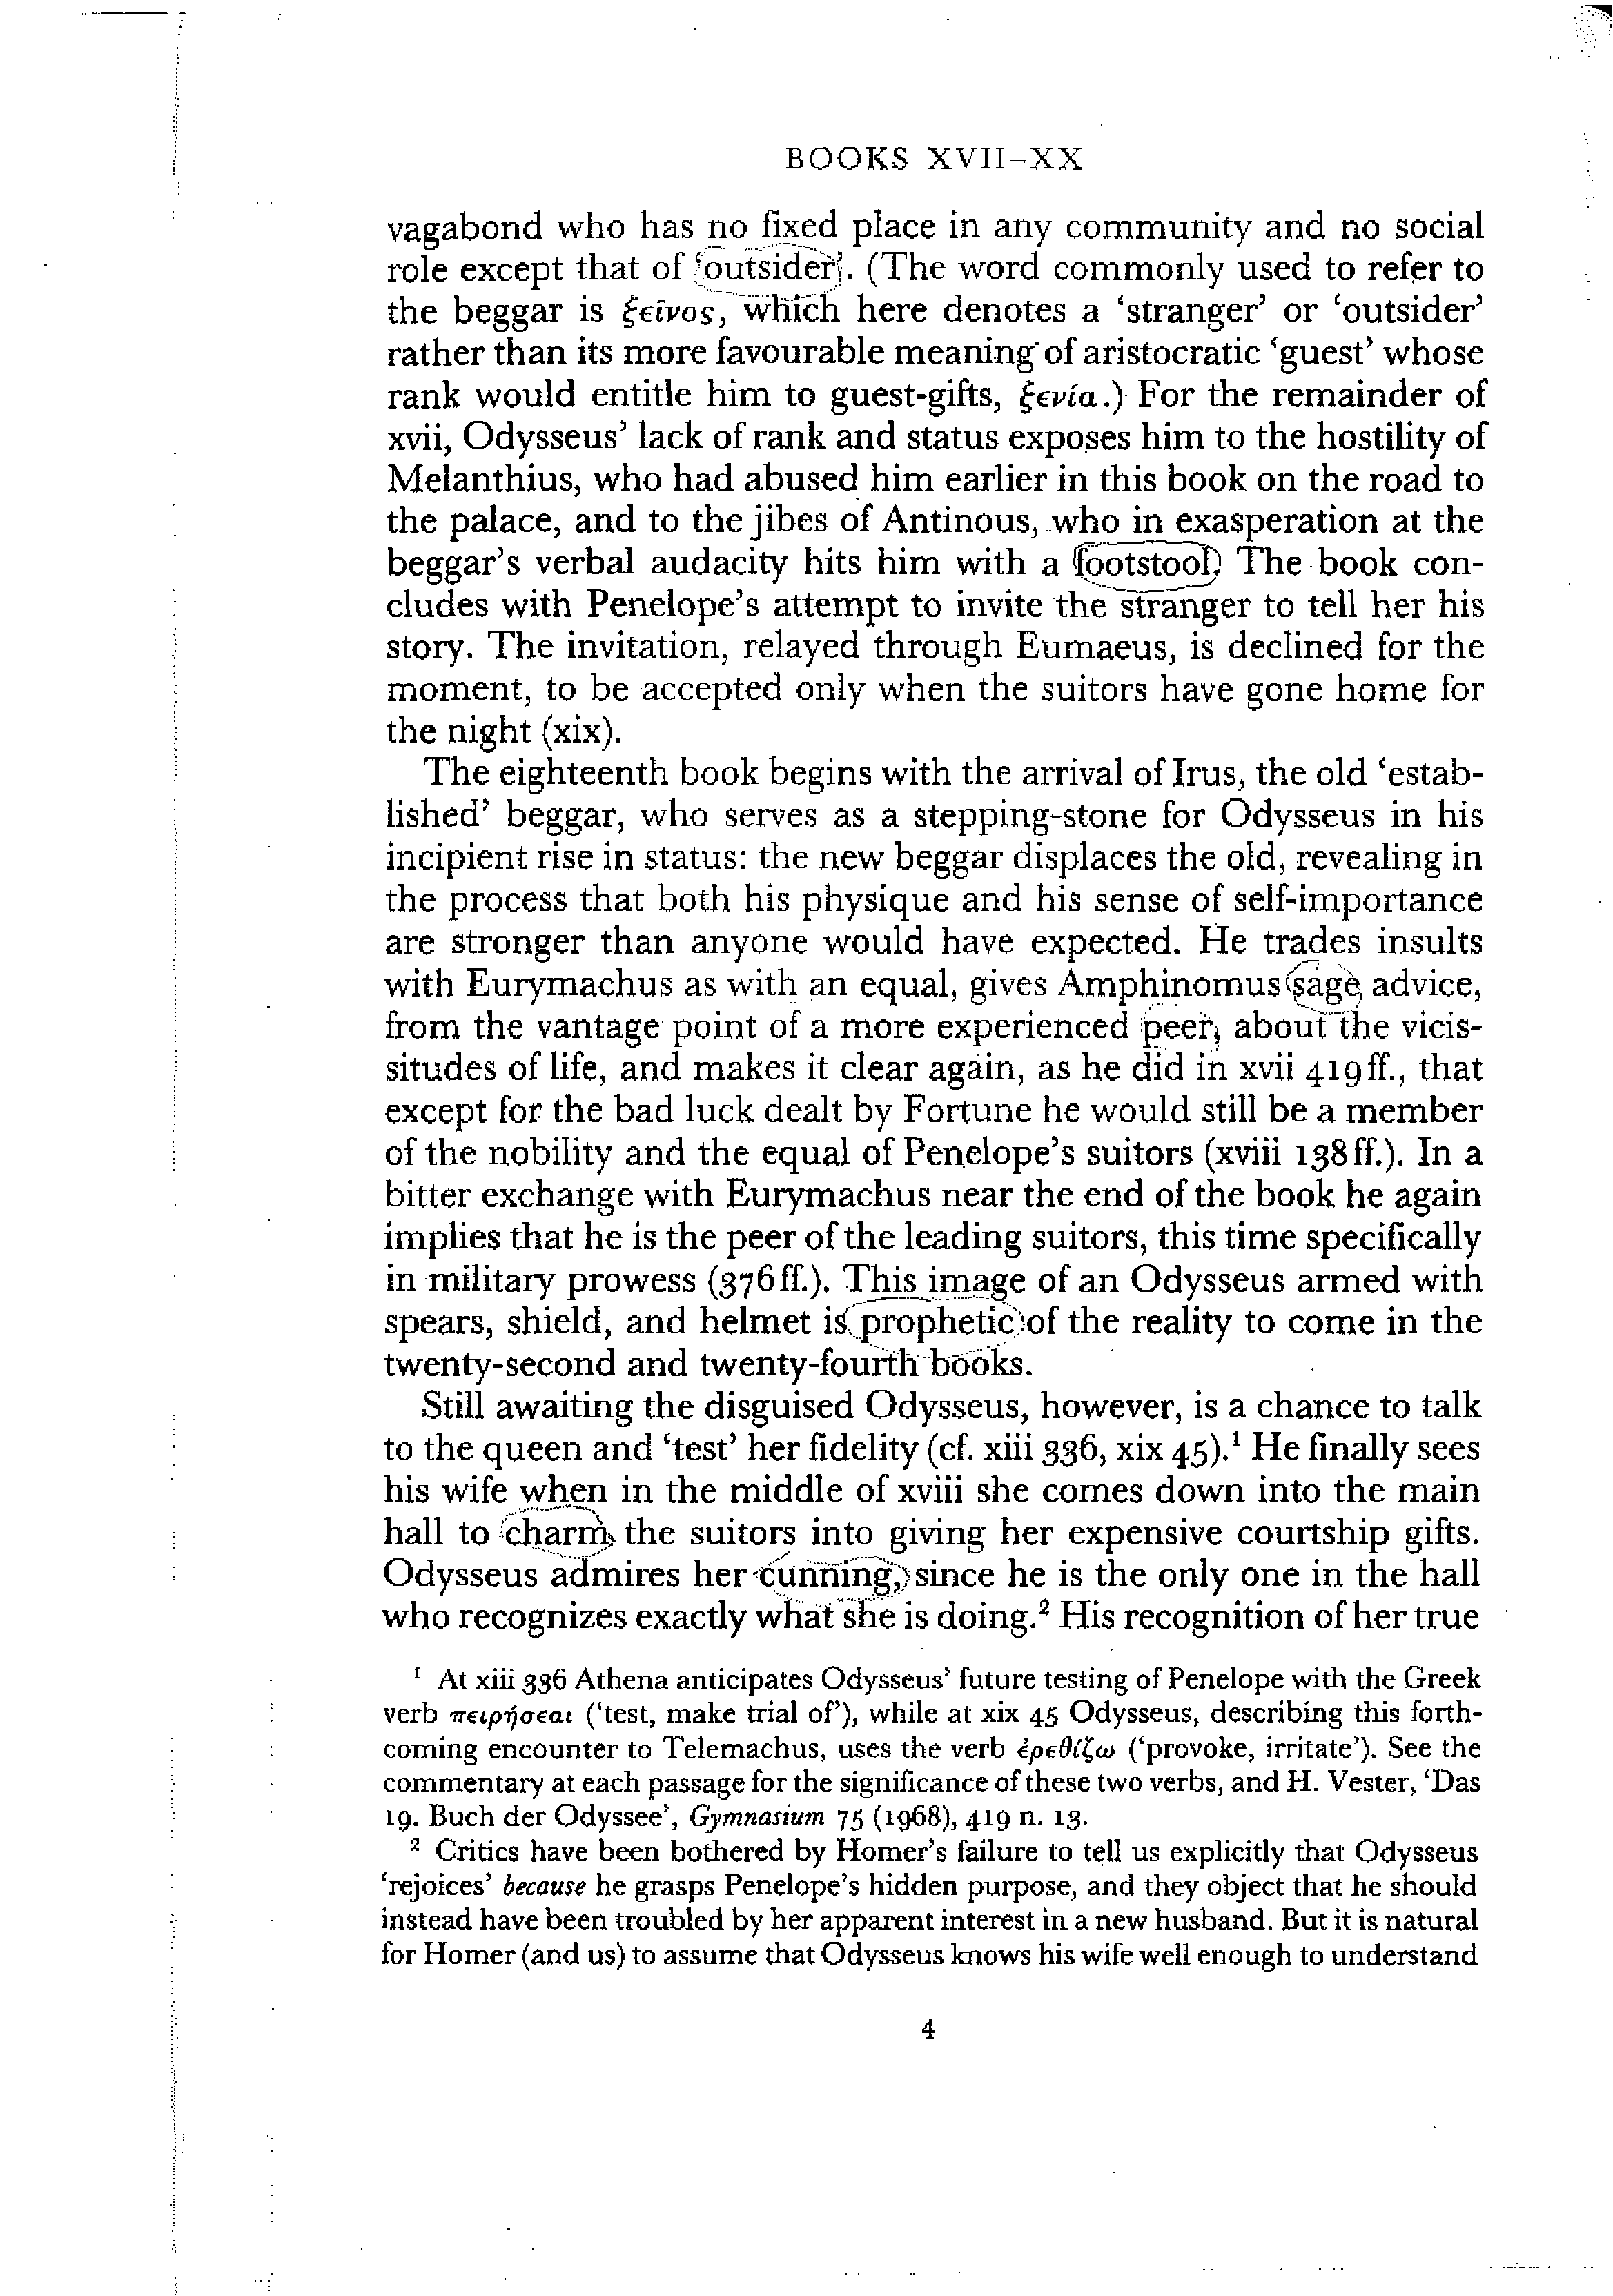 BOOKS XVII–XX
vagabond who has no fixed place in any community and no social
role except that of ‘outsider’. (The word commonly used to refer to
the beggar is ξεῖνος, which here denotes a ‘stranger’ or ‘outsider’
rather than its more favourable meaning of aristocratic ‘guest’ whose
rank would entitle him to guest-gifts, ξενία.) For the remainder of
xvii, Odysseus’ lack of rank and status exposes him to the hostility of
Melanthius, who had abused him earlier in this book on the road to
the palace, and to the jibes of Antinous, who in exasperation at the
beggar’s verbal audacity hits him with a footstool. The book con-
cludes with Penelope’s attempt to invite the stranger to tell her his
story. The invitation, relayed through Eumaeus, is declined for the
moment, to be accepted only when the suitors have gone home for
the night (xix).
The eighteenth book begins with the arrival of Irus, the old ‘estab-
lished’ beggar, who serves as a stepping-stone for Odysseus in his
incipient rise in status: the new beggar displaces the old, revealing in
the process that both his physique and his sense of self-importance
are stronger than anyone would have expected. He trades insults
with Eurymachus as with an equal, gives Amphinomus sage advice,
from the vantage point of a more experienced peer, about the vicis-
situdes of life, and makes it clear again, as he did in xvii 419ff., that
except for the bad luck dealt by Fortune he would still be a member
of the nobility and the equal of Penelope’s suitors (xviii 138ff.). In a
bitter exchange with Eurymachus near the end of the book he again
implies that he is the peer of the leading suitors, this time specifically
in military prowess (376ff.). This image of an Odysseus armed with
spears, shield, and helmet is prophetic of the reality to come in the
twenty-second and twenty-fourth books.
Still awaiting the disguised Odysseus, however, is a chance to talk
to the queen and ‘test’ her fidelity (cf. xiii 336, xix 45).¹ He finally sees
his wife when in the middle of xviii she comes down into the main
hall to charm the suitors into giving her expensive courtship gifts.
Odysseus admires her cunning, since he is the only one in the hall
who recognizes exactly what she is doing.² His recognition of her true
¹ At xiii 336 Athena anticipates Odysseus’ future testing of Penelope with the Greek
verb πειρήσεαι (‘test, make trial of’), while at xix 45 Odysseus, describing this forth-
coming encounter to Telemachus, uses the verb ἐρεθίζω (‘provoke, irritate’). See the
commentary at each passage for the significance of these two verbs, and H. Vester, ‘Das
19. Buch der Odyssee’, Gymnasium 75 (1968), 419 n. 13.
² Critics have been bothered by Homer’s failure to tell us explicitly that Odysseus
‘rejoices’ because he grasps Penelope’s hidden purpose, and they object that he should
instead have been troubled by her apparent interest in a new husband. But it is natural
for Homer (and us) to assume that Odysseus knows his wife well enough to understand
4